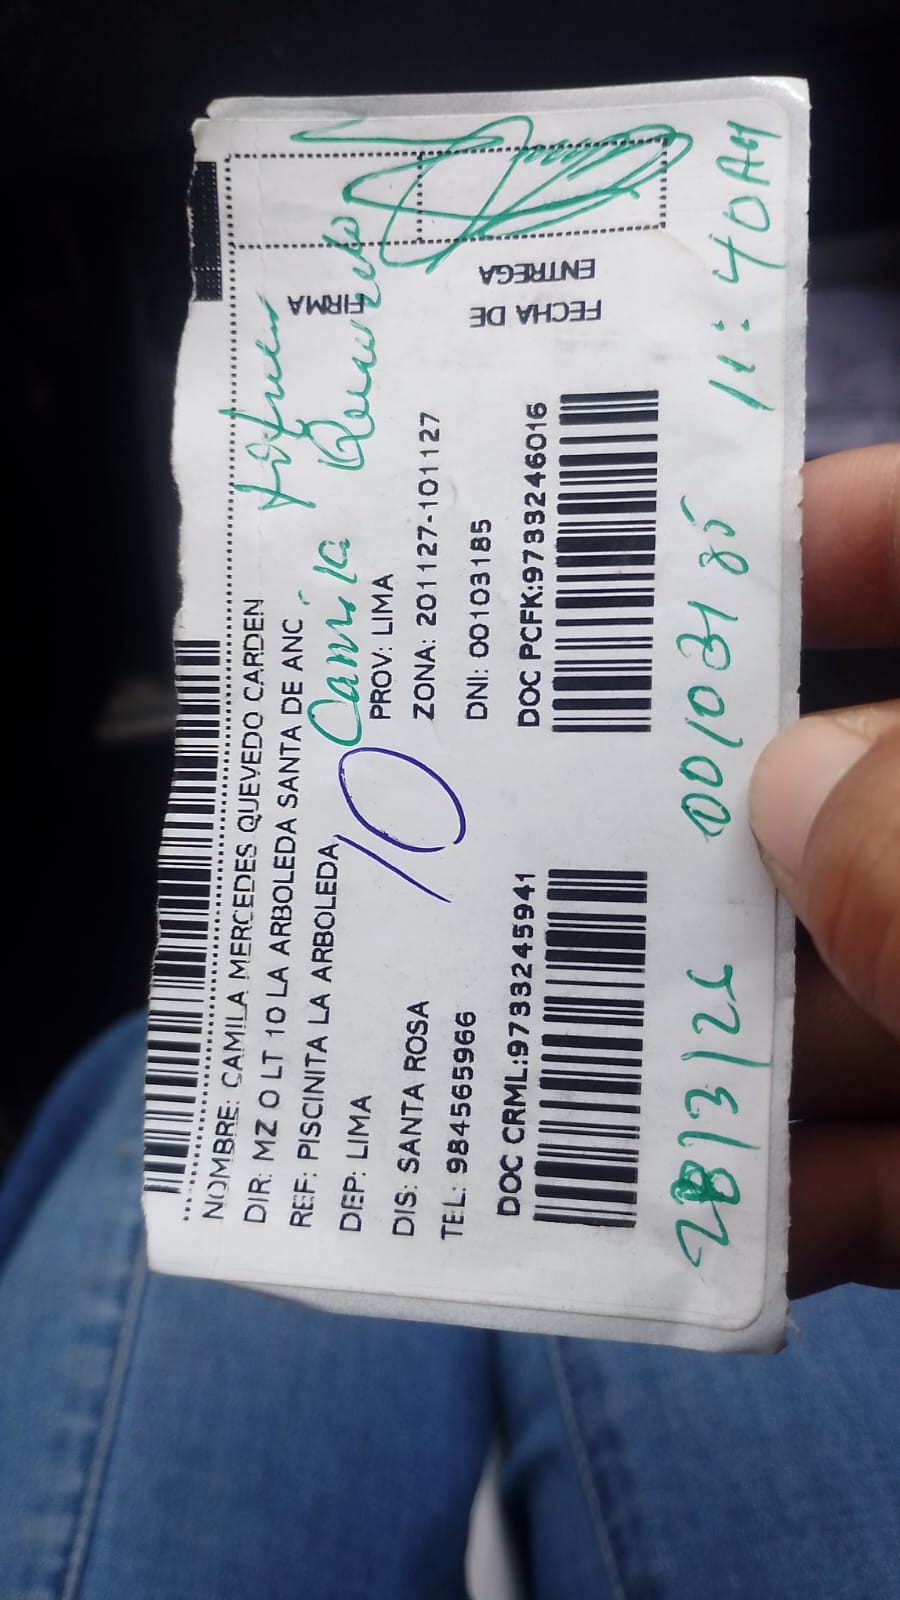 NOMBRE: CAMILA MERCEDES QUEVEDO CARDEN
DIR: MZ O LT 10 LA ARBOLEDA SANTA DE ANC
REF: PISCINITA LA ARBOLEDA
DEP: LIMA
PROV: LIMA
DIS: SANTA ROSA
ZONA: 201127-101127
TEL: 984565966
DNI: 00103185
DOC CRML:9733245941
DOC PCFK:9733246016
FIRMA
FECHA DE
ENTREGA
Camila
10
28/3/26 00103185 11:40AM